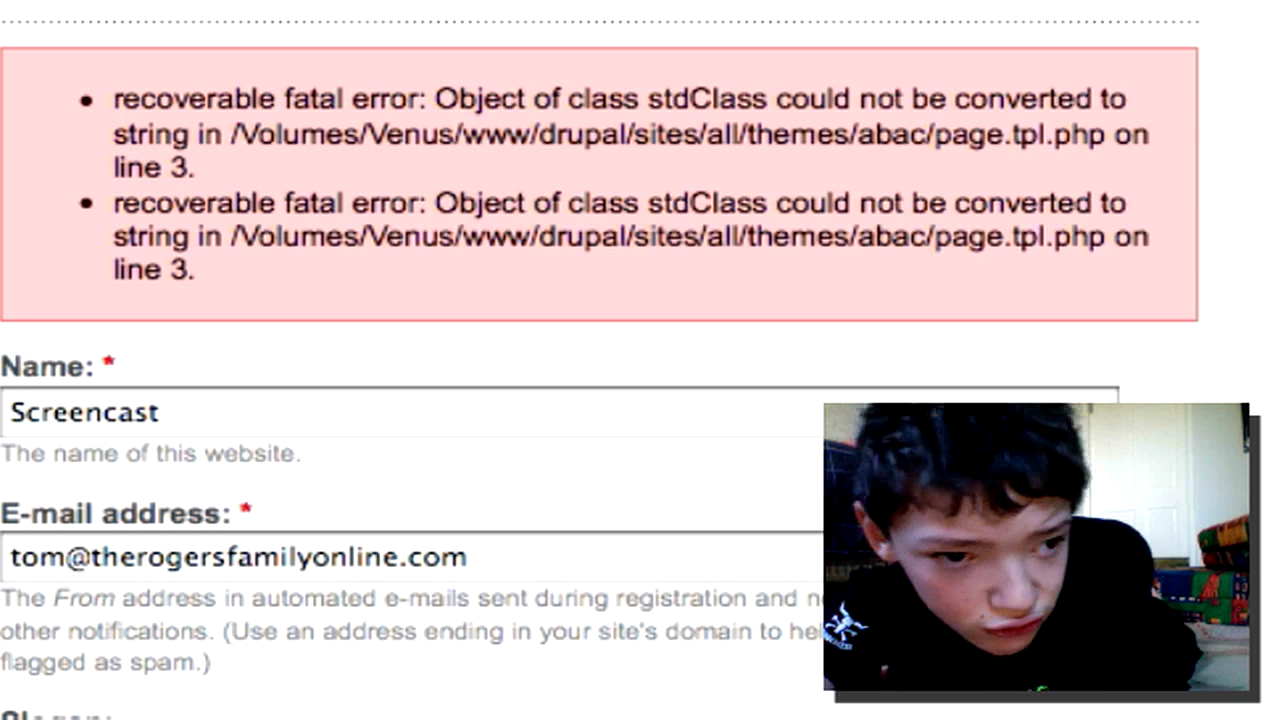 recoverable fatal error: Object of class stdClass could not be converted to
string in /Volumes/Venus/www/drupal/sites/all/themes/abac/page.tpl.php on
line 3.
recoverable fatal error: Object of class stdClass could not be converted to
string in /Volumes/Venus/www/drupal/sites/all/themes/abac/page.tpl.php on
line 3.
Name: *
Screencast
The name of this website.
E-mail address: *
tom@therogersfamilyonline.com
The From address in automated e-mails sent during registration and
other notifications. (Use an address ending in your site's domain to
flagged as spam.)